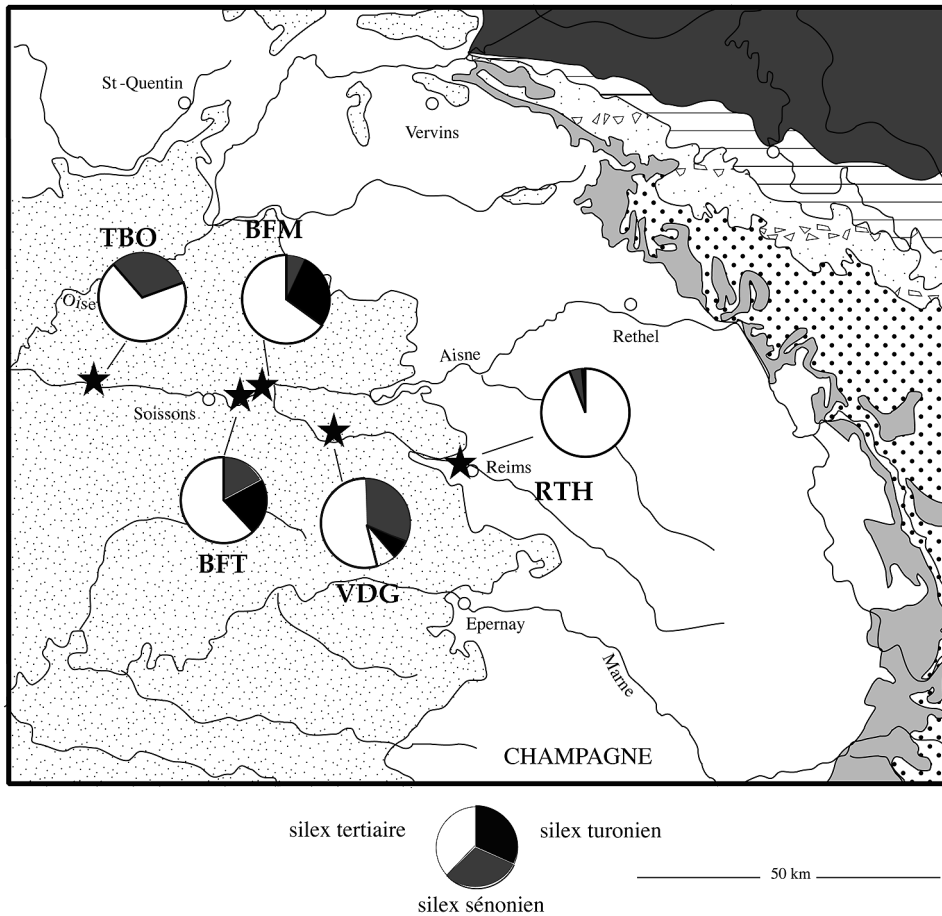 St-Quentin
Vervins
TBO
BFM
Oise
Rethel
Aisne
Soissons
Reims
RTH
BFT
VDG
Epernay
Marne
CHAMPAGNE
silex tertiaire
silex turonien
50 km
silex sénonien